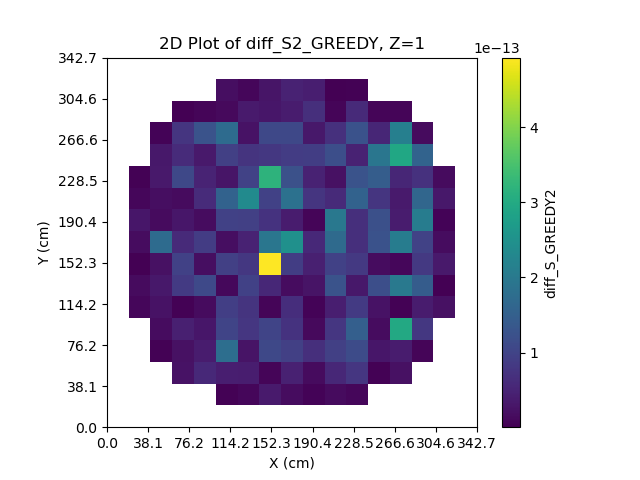 2D Plot of diff_S2_GREEDY, Z=1
1e−13
342.7
304.6
266.6
228.5
190.4
152.3
114.2
76.2
38.1
0.0
Y (cm)
0.0 38.1 76.2 114.2 152.3 190.4 228.5 266.6 304.6 342.7
X (cm)
4
3
2
1
diff_S_GREEDY2